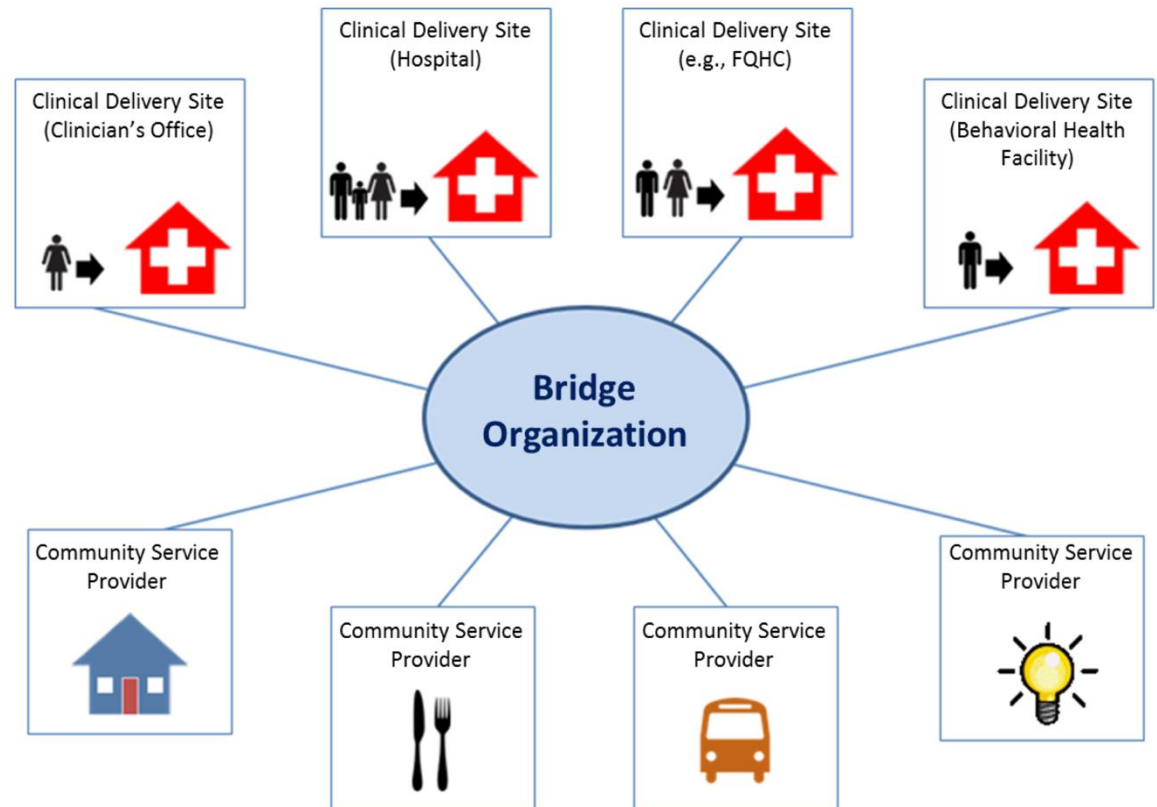 Clinical Delivery Site
(Clinician's Office)
Clinical Delivery Site
(Hospital)
Clinical Delivery Site
(e.g., FQHC)
Clinical Delivery Site
(Behavioral Health
Facility)
Bridge
Organization
Community Service
Provider
Community Service
Provider
Community Service
Provider
Community Service
Provider